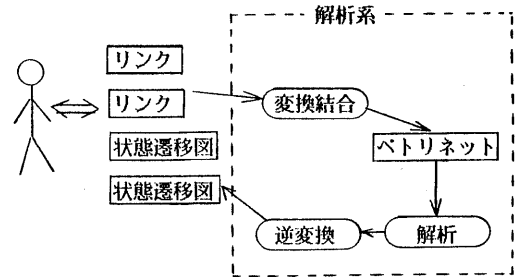 解析系
リンク
リンク
変換結合
状態遷移図
ペトリネット
状態遷移図
逆変換
解析